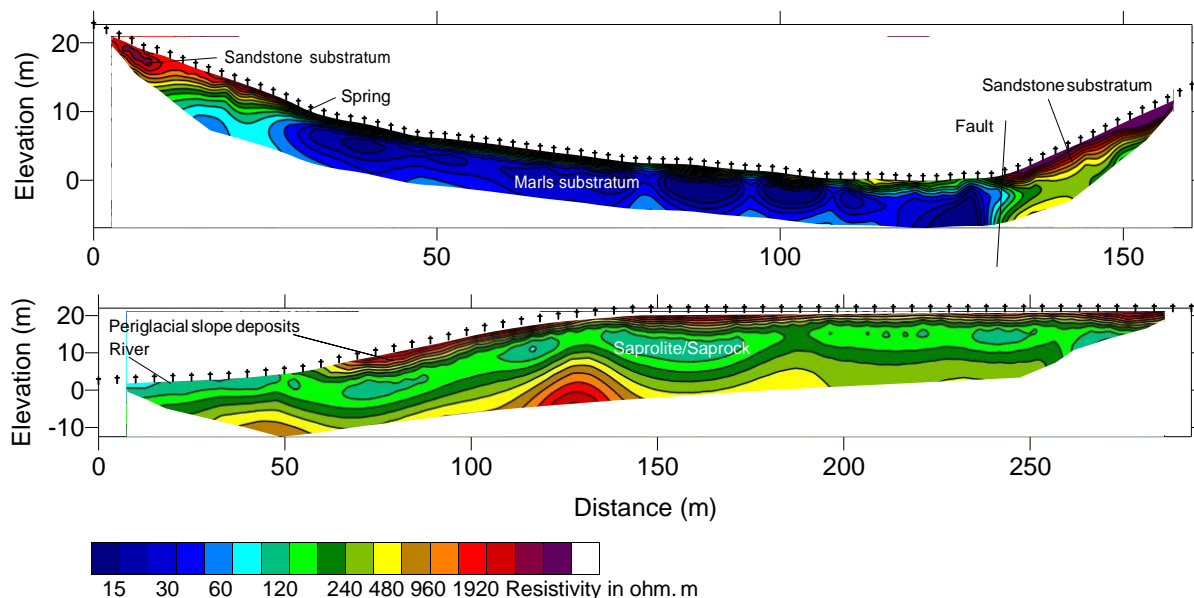 Elevation (m)
20
10
0
Sandstone substratum
Spring
Marls substratum
Sandstone substratum
Fault
0
50
100
150
Elevation (m)
20
10
0
-10
Periglacial slope deposits
River
Saprolite/Saprock
0
50
100
150
200
250
Distance (m)
15 30 60 120 240 480 960 1920 Resistivity in ohm. m